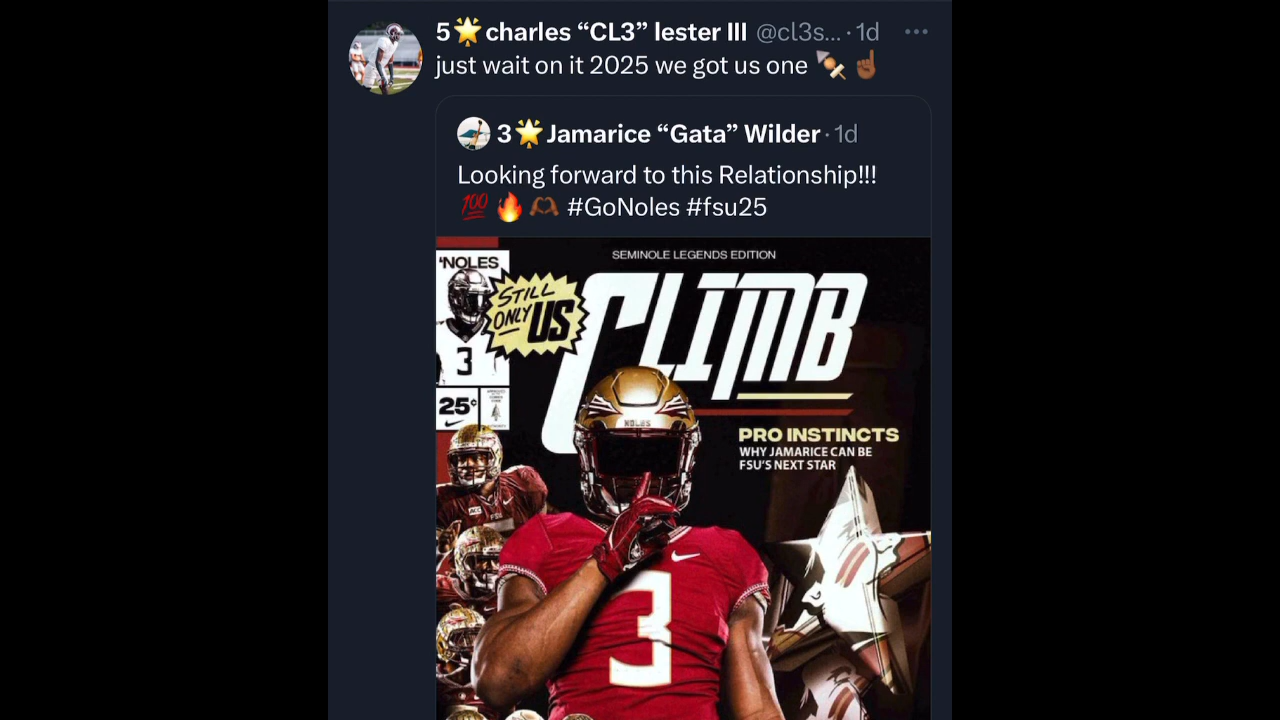 5🌟charles “CL3” lester III @cl3s... · 1d
just wait on it 2025 we got us one 🍢☝🏾
3🌟Jamarice “Gata” Wilder · 1d
Looking forward to this Relationship!!!
💯🔥🫶🏾 #GoNoles #fsu25
SEMINOLE LEGENDS EDITION
'NOLES
STILL
ONLY US
CLIMB
3
25¢
NOLES
PRO INSTINCTS
WHY JAMARICE CAN BE
FSU'S NEXT STAR
ACC
FSU
3